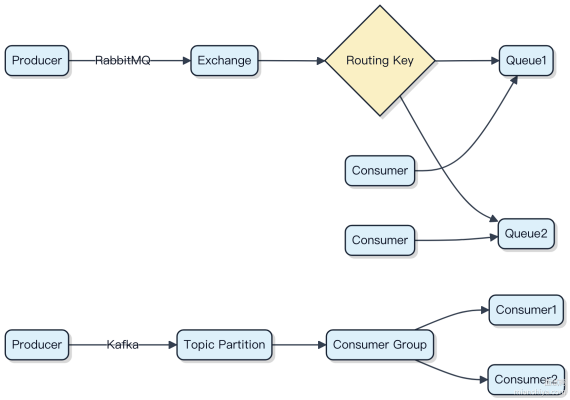 Producer
RabbitMQ
Exchange
Routing Key
Queue1
Consumer
Consumer
Queue2
Producer
Kafka
Topic Partition
Consumer Group
Consumer1
Consumer2